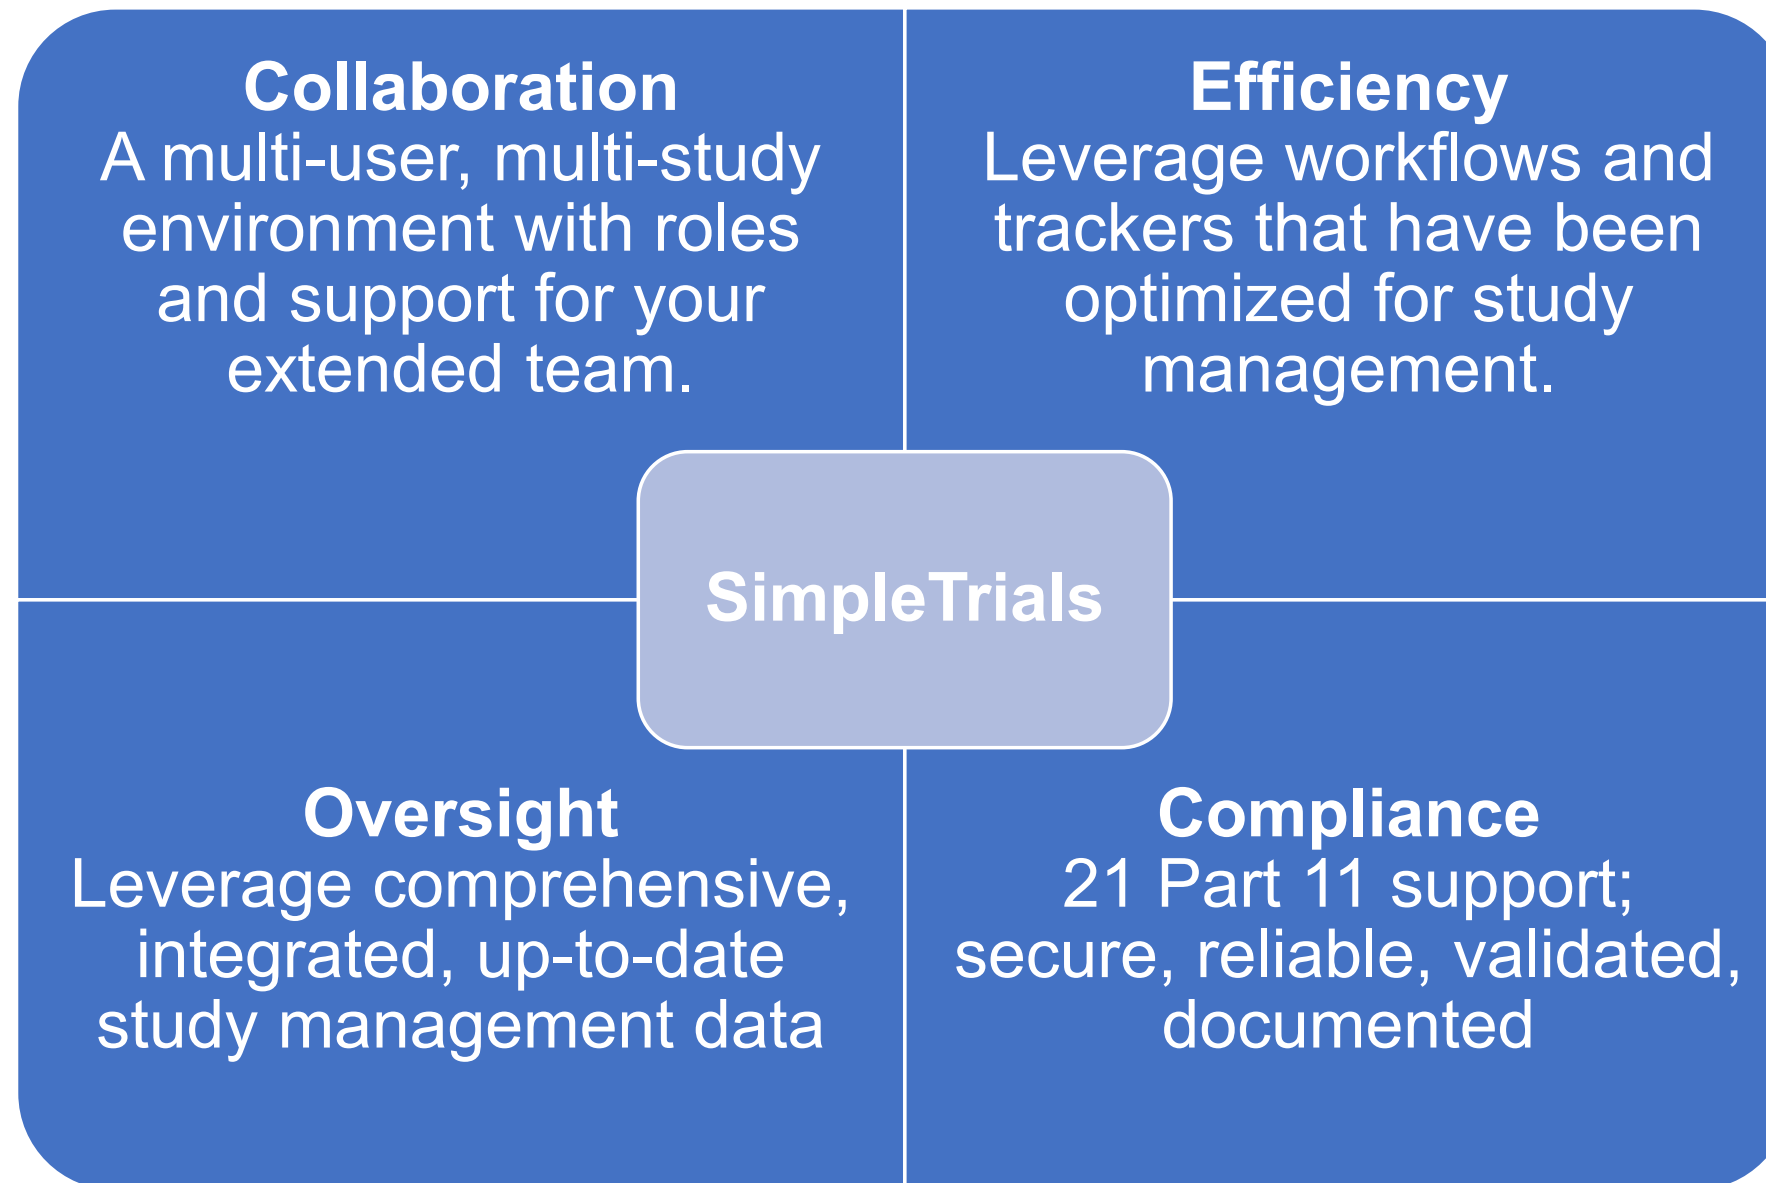 Collaboration
A multi-user, multi-study
environment with roles
and support for your
extended team.
Efficiency
Leverage workflows and
trackers that have been
optimized for study
management.
SimpleTrials
Oversight
Leverage comprehensive,
integrated, up-to-date
study management data
Compliance
21 Part 11 support;
secure, reliable, validated,
documented